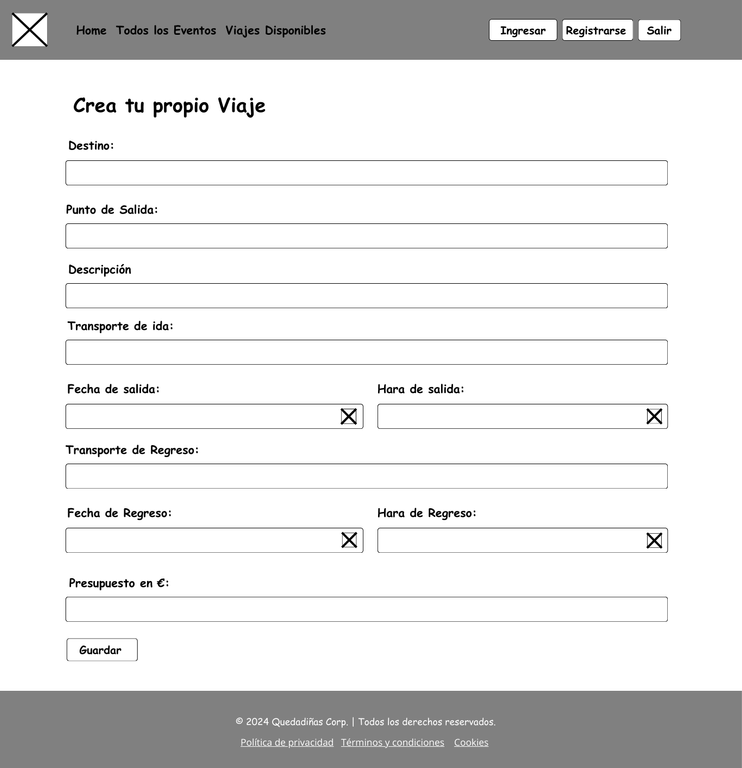 Home Todos los Eventos Viajes Disponibles Ingresar Registrarse Salir
Crea tu propio Viaje
Destino:
Punto de Salida:
Descripción
Transporte de ida:
Fecha de salida: Hara de salida:
Transporte de Regreso:
Fecha de Regreso: Hara de Regreso:
Presupuesto en €:
Guardar
© 2024 Quedadiñas Corp. | Todos los derechos reservados.
Política de privacidad Términos y condiciones Cookies